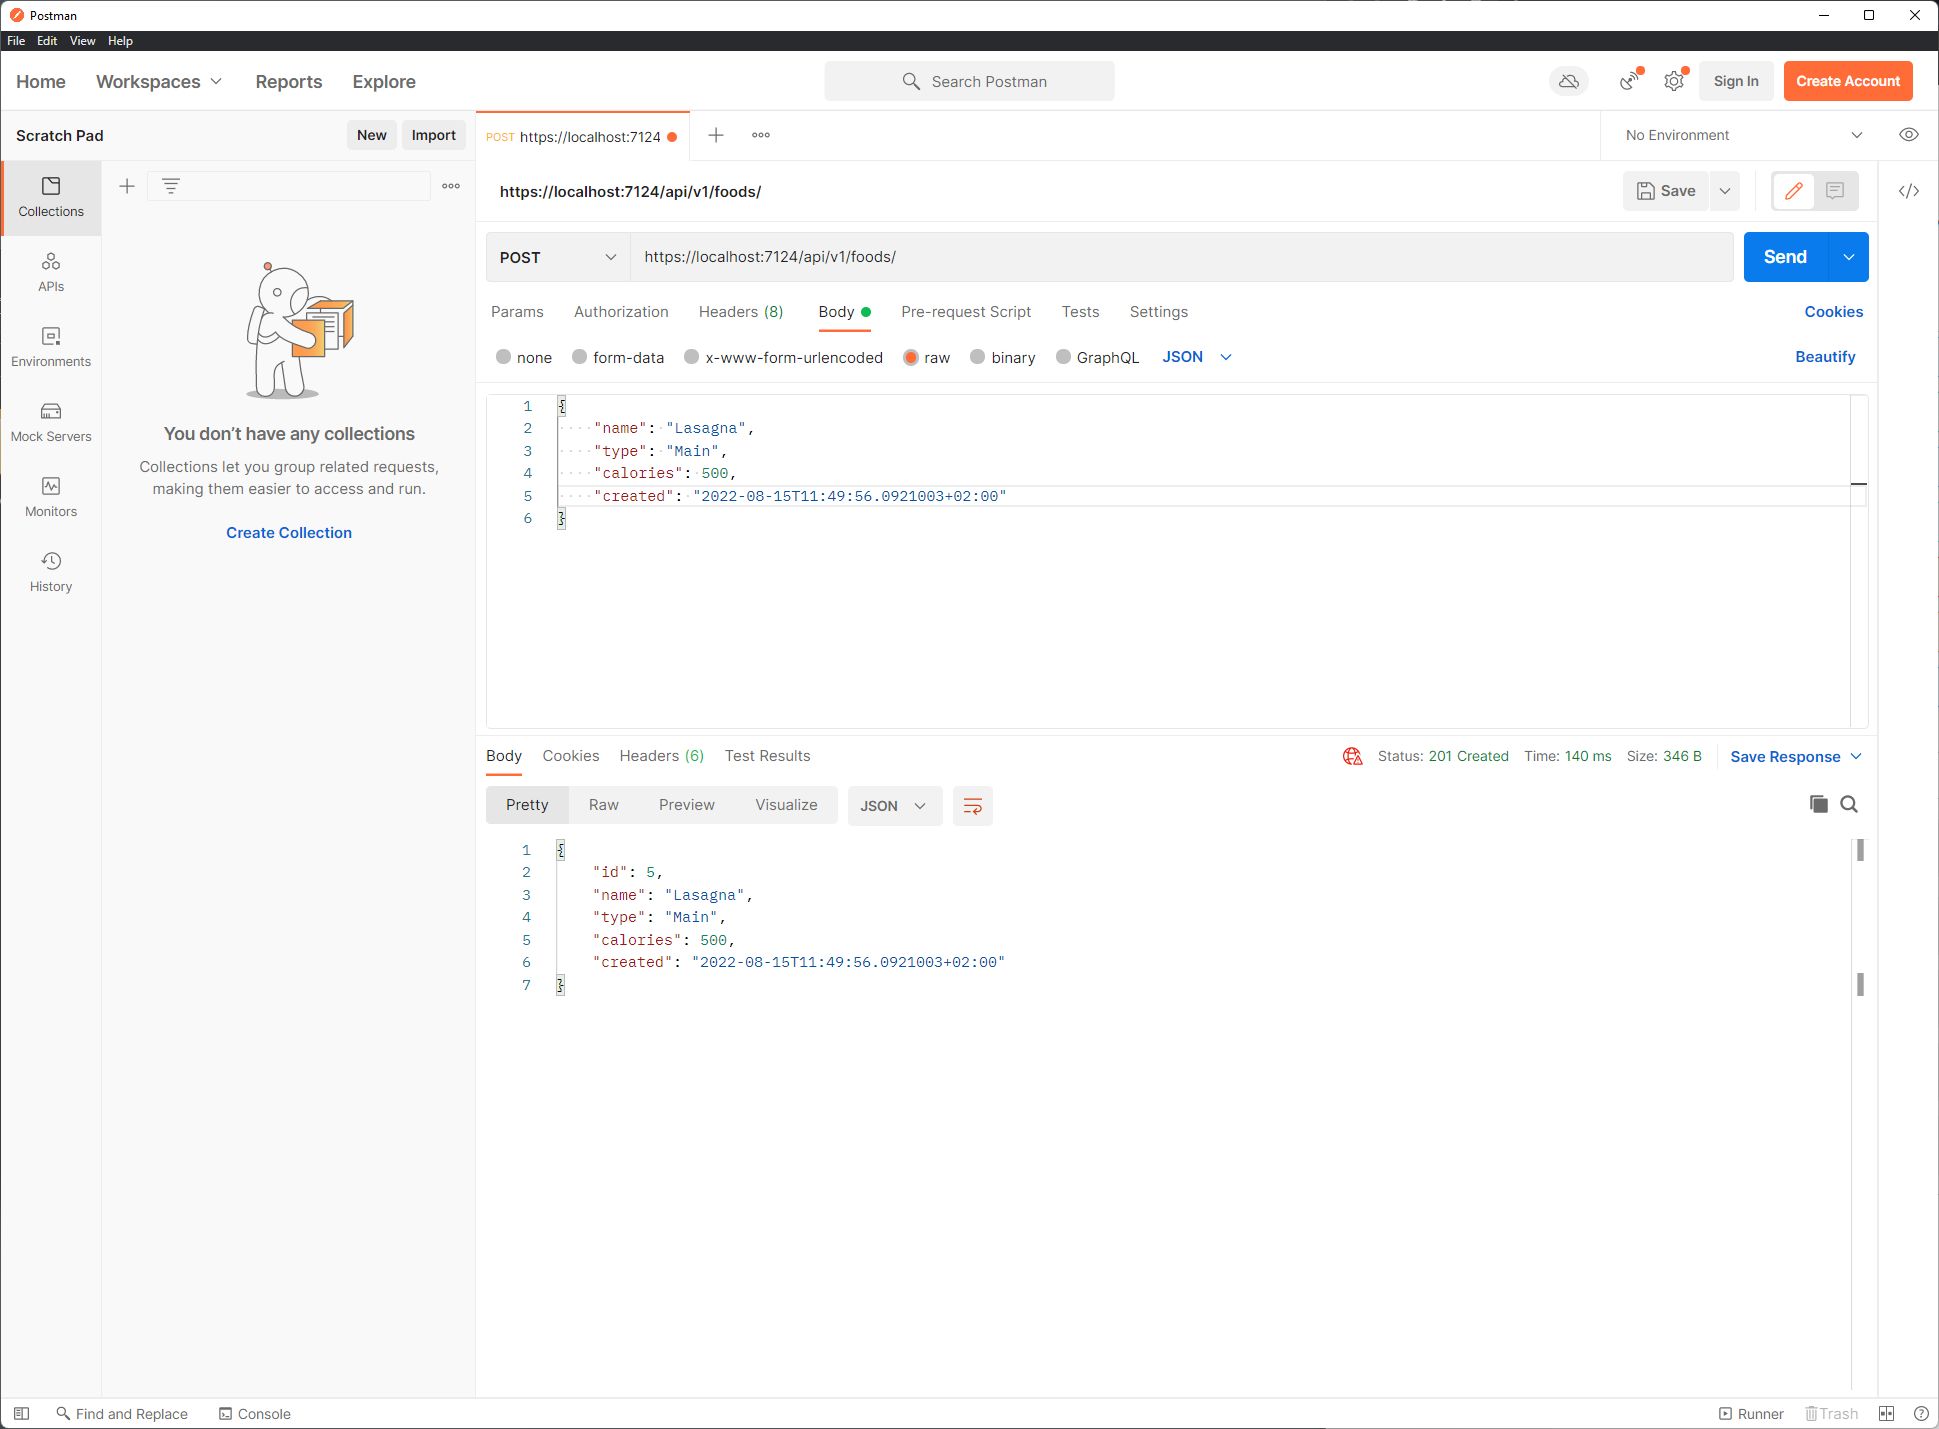 Postman
File Edit View Help
Home Workspaces Reports Explore Search Postman Sign In Create Account
Scratch Pad New Import POST https://localhost:7124 No Environment
Collections
APIs
Environments
Mock Servers
Monitors
History
You don’t have any collections
Collections let you group related requests,
making them easier to access and run.
Create Collection
https://localhost:7124/api/v1/foods/ Save
POST https://localhost:7124/api/v1/foods/ Send
Params Authorization Headers (8) Body Pre-request Script Tests Settings Cookies
none form-data x-www-form-urlencoded raw binary GraphQL JSON Beautify
1 {
2 "name": "Lasagna",
3 "type": "Main",
4 "calories": 500,
5 "created": "2022-08-15T11:49:56.0921003+02:00"
6 }
Body Cookies Headers (6) Test Results Status: 201 Created Time: 140 ms Size: 346 B Save Response
Pretty Raw Preview Visualize JSON
1 {
2 "id": 5,
3 "name": "Lasagna",
4 "type": "Main",
5 "calories": 500,
6 "created": "2022-08-15T11:49:56.0921003+02:00"
7 }
Find and Replace Console Runner Trash